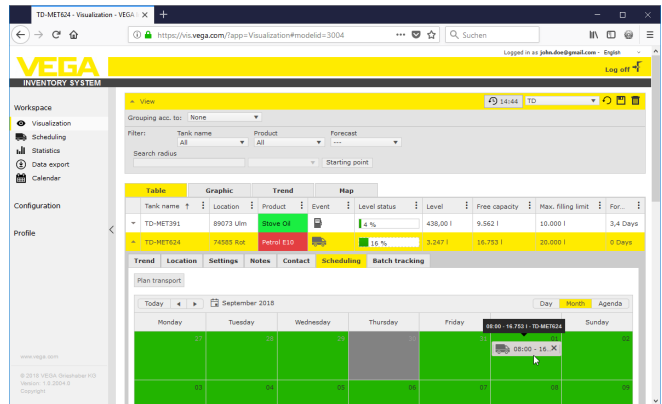 TD-MET624 - Visualization - VEGA I
https://vis.vega.com/?app=Visualization#modelid=3004
Suchen
Logged in as john.doe@gmail.com - English
VEGA
Log off
INVENTORY SYSTEM
Workspace
Visualization
Scheduling
Statistics
Data export
Calendar
Configuration
Profile
www.vega.com
© 2018 VEGA Grieshaber KG
Version: 1.0.2004.0
Copyright
View
14:44
TD
Grouping acc. to: None
Filter: Tank name Product Forecast
All All ---
Search radius
Starting point
Table Graphic Trend Map
Tank name Location Product Event Level status Level Free capacity Max. filling limit For...
TD-MET391 89073 Ulm Stove Oil 4 % 438,00 l 9.562 l 10.000 l 3,4 Days
TD-MET624 74585 Rot Petrol E10 16 % 3.247 l 16.753 l 20.000 l 0 Days
Trend Location Settings Notes Contact Scheduling Batch tracking
Plan transport
Today September 2018 Day Month Agenda
Monday Tuesday Wednesday Thursday Friday Sunday
08:00 - 16.753 l - TD-MET624
27 28 29 30 31 01 02
08:00 - 16.
03 04 05 06 07 08 09